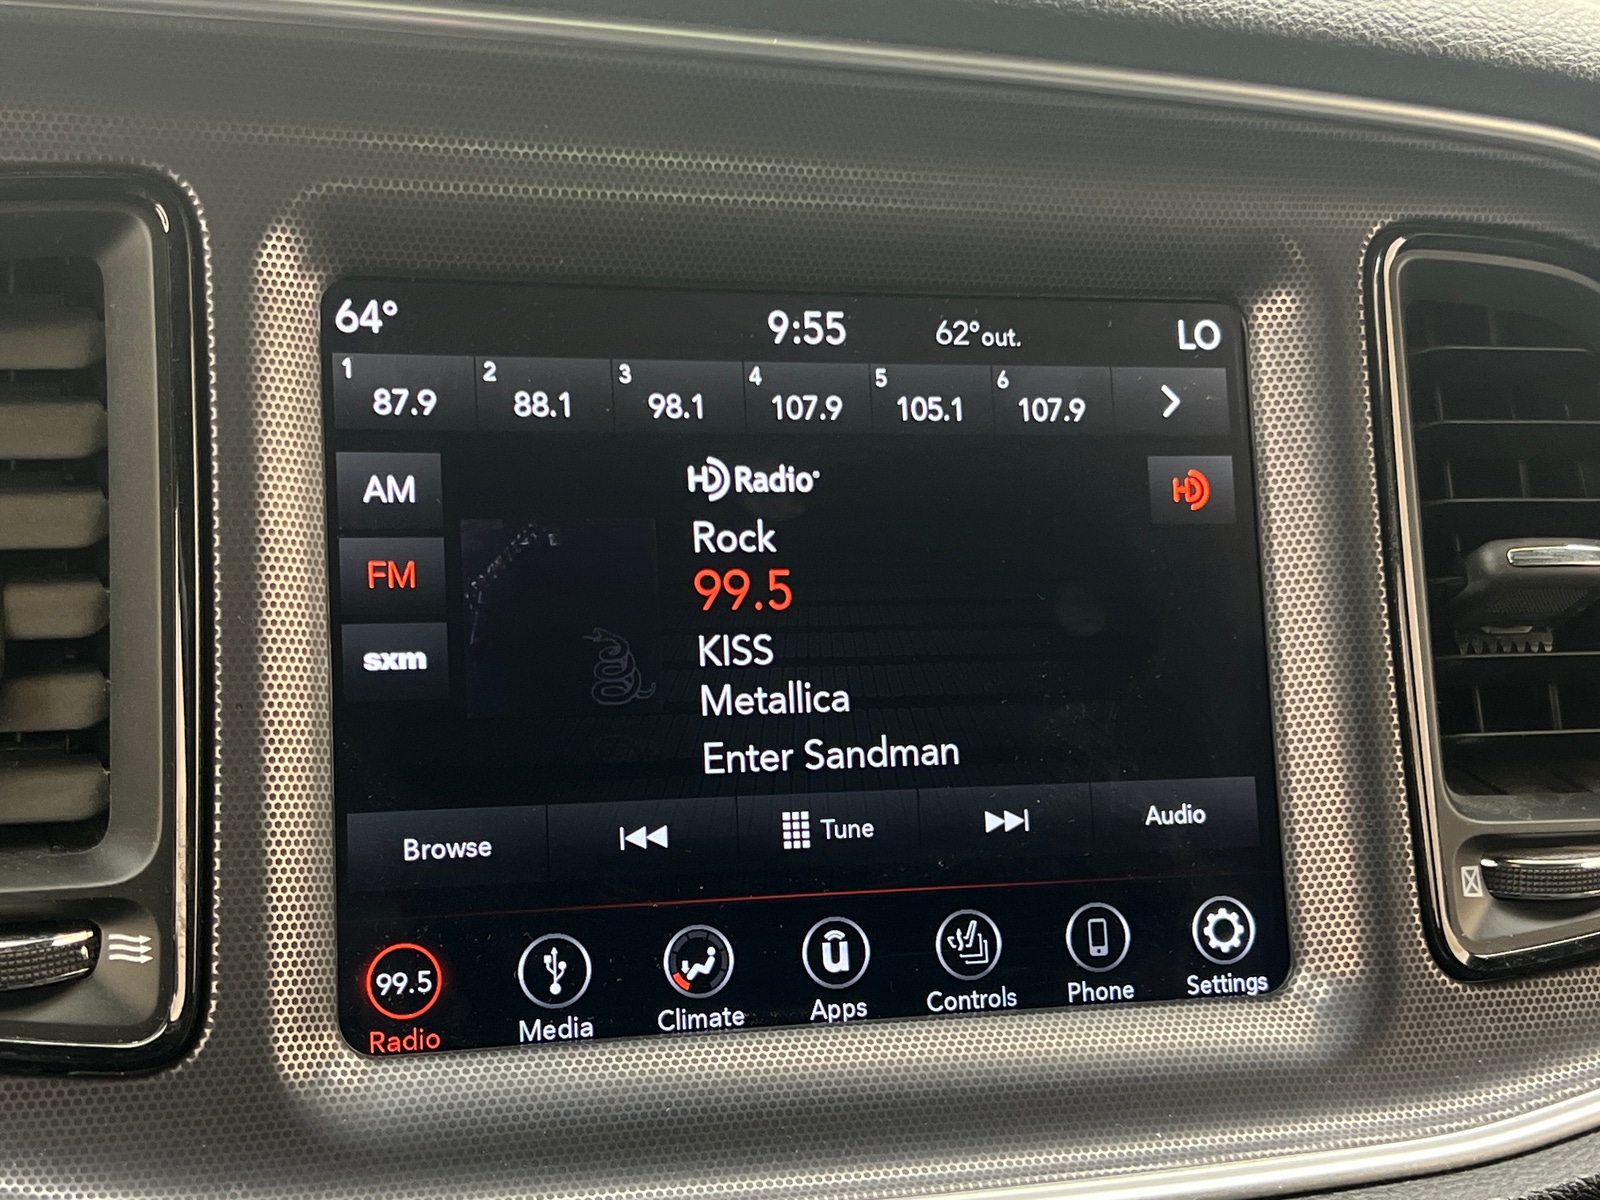 64° 9:55 62° out. LO
1 87.9 2 88.1 3 98.1 4 107.9 5 105.1 6 107.9
HD Radio
AM HD
Rock
FM 99.5
KISS
sxm
Metallica
Enter Sandman
Browse Tune Audio
99.5 u
Radio Media Climate Apps Controls Phone Settings